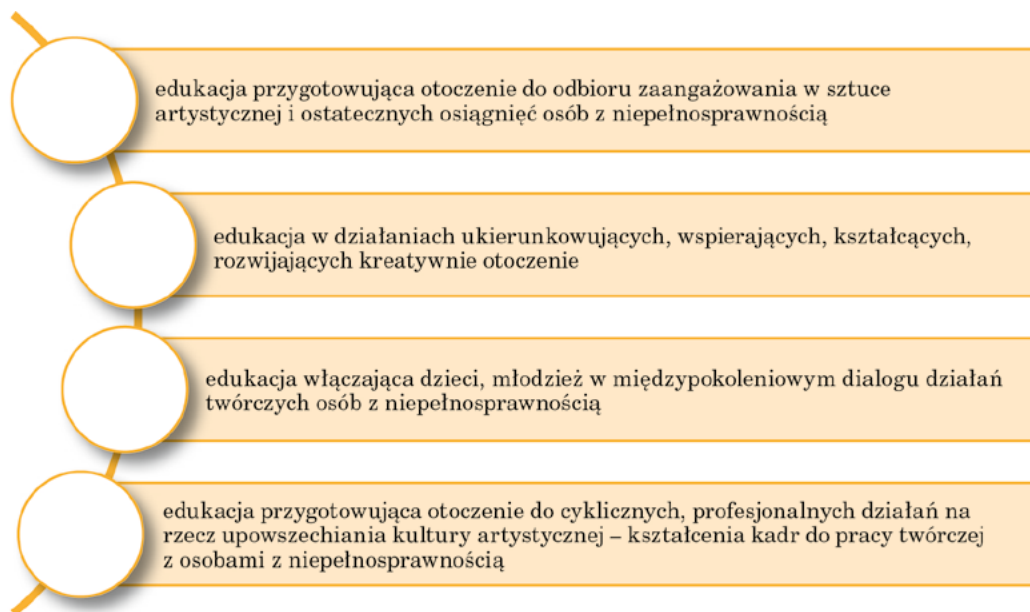 edukacja przygotowująca otoczenie do odbioru zaangażowania w sztuce
artystycznej i ostatecznych osiągnięć osób z niepełnosprawnością
edukacja w działaniach ukierunkowujących, wspierających, kształcących,
rozwijających kreatywnie otoczenie
edukacja włączająca dzieci, młodzież w międzypokoleniowym dialogu działań
twórczych osób z niepełnosprawnością
edukacja przygotowująca otoczenie do cyklicznych, profesjonalnych działań na
rzecz upowszechiania kultury artystycznej – kształcenia kadr do pracy twórczej
z osobami z niepełnosprawnością